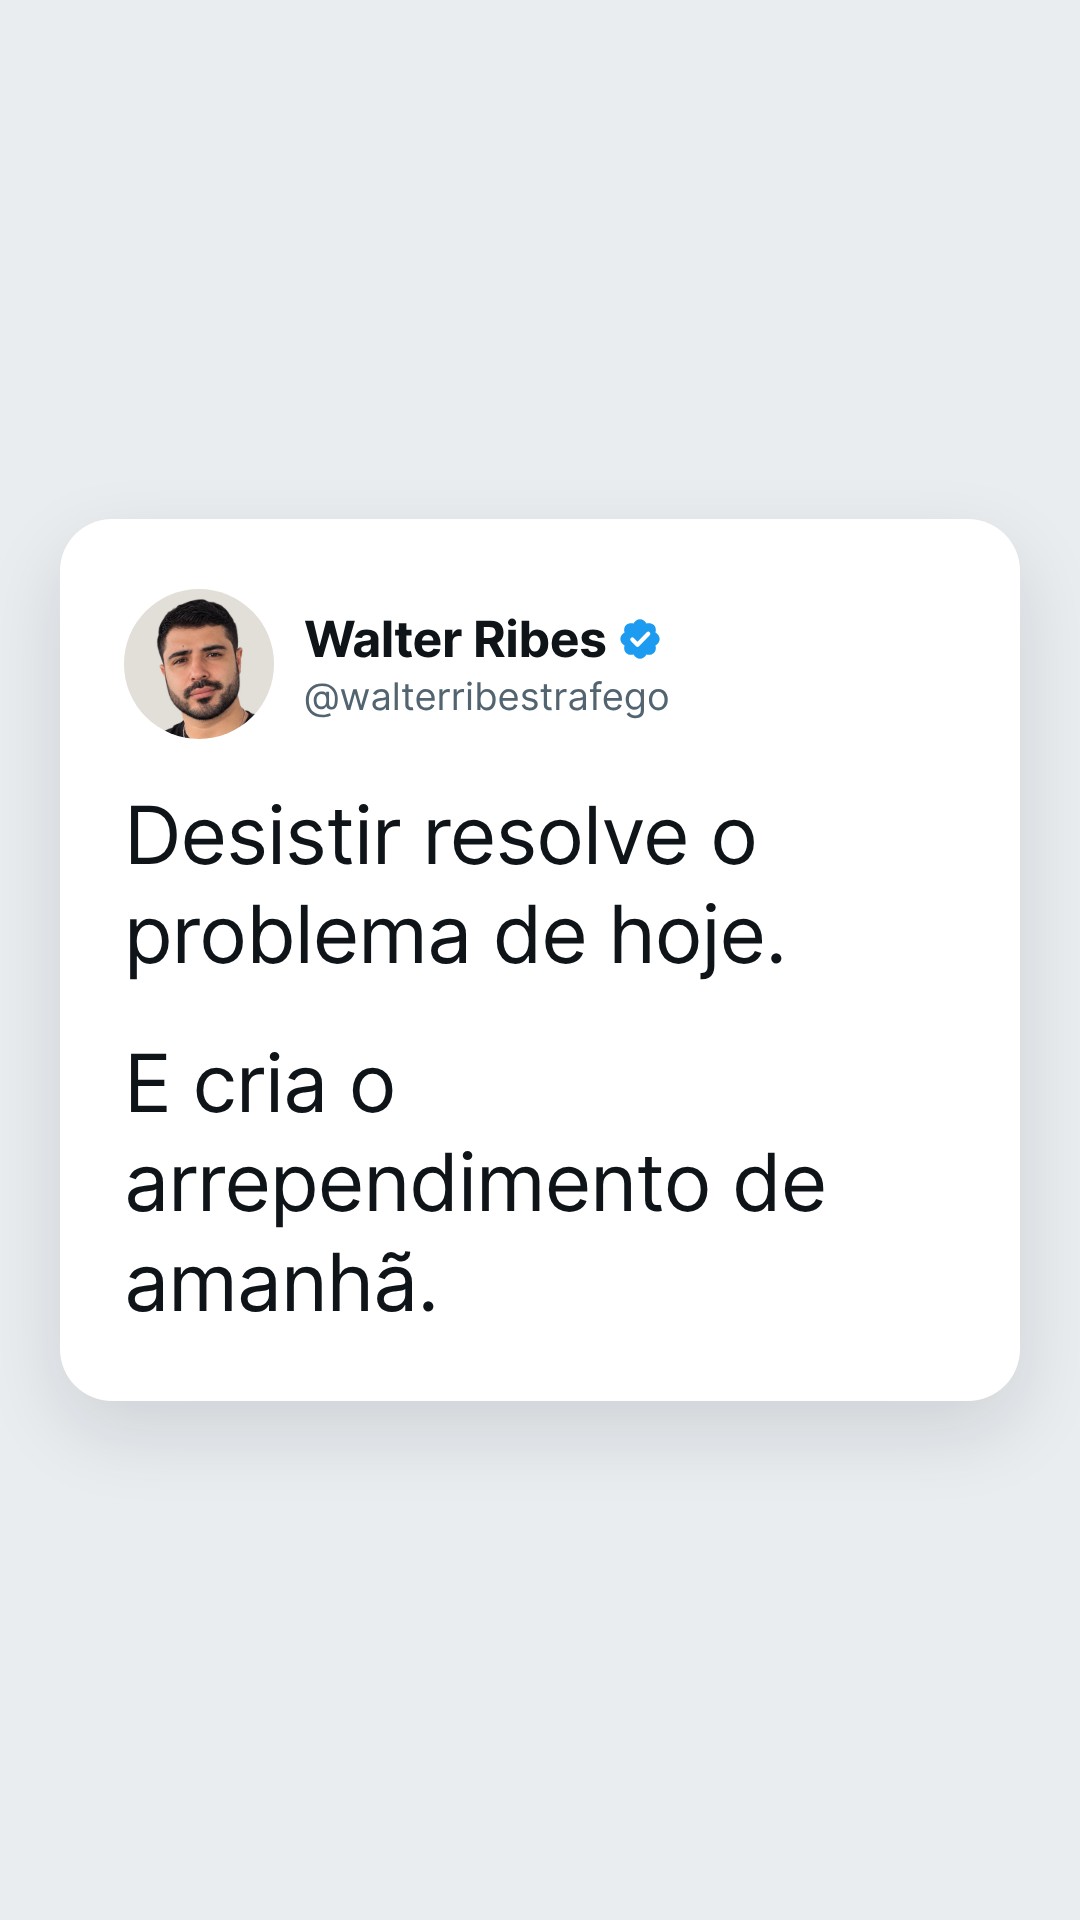 Walter Ribes
@walterribestrafego
Desistir resolve o
problema de hoje.
E cria o
arrependimento de
amanhã.